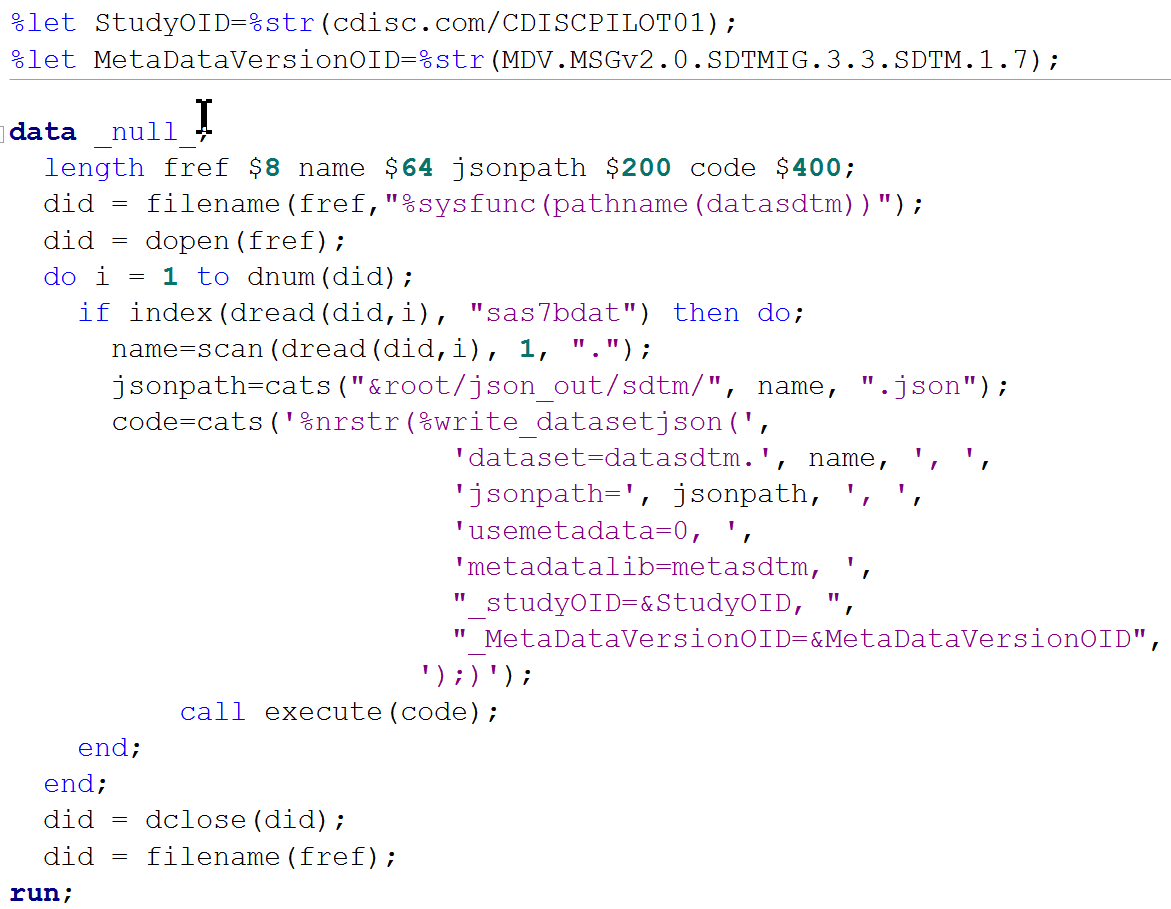 %let StudyOID=%str(cdisc.com/CDISCPILOT01);
%let MetaDataVersionOID=%str(MDV.MSGv2.0.SDTMIG.3.3.SDTM.1.7);
data _null_;
length fref $8 name $64 jsonpath $200 code $400;
did = filename(fref,"%sysfunc(pathname(datasdtm))");
did = dopen(fref);
do i = 1 to dnum(did);
if index(dread(did,i), "sas7bdat") then do;
name=scan(dread(did,i), 1, ".");
jsonpath=cats("&root/json_out/sdtm/", name, ".json");
code=cats('%nrstr(%write_datasetjson(',
'dataset=datasdtm.', name, ', ',
'jsonpath=', jsonpath, ', ',
'usemetadata=0, ',
'metadatalib=metasdtm, ',
"_studyOID=&StudyOID, ",
"_MetaDataVersionOID=&MetaDataVersionOID",
');)');
call execute(code);
end;
end;
did = dclose(did);
did = filename(fref);
run;